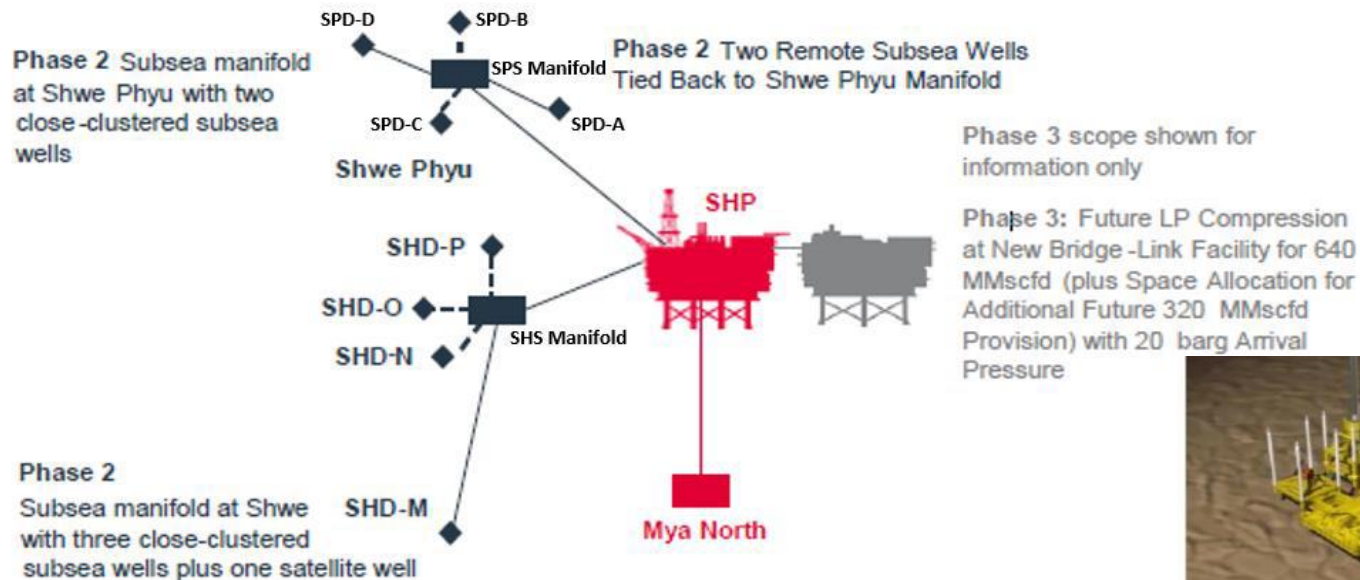 SPD-D
SPD-B
Phase 2 Subsea manifold
at Shwe Phyu with two
close-clustered subsea
wells
SPS Manifold
Phase 2 Two Remote Subsea Wells
Tied Back to Shwe Phyu Manifold
SPD-C
SPD-A
Shwe Phyu
Phase 3 scope shown for
information only
SHP
Phase 3: Future LP Compression
at New Bridge-Link Facility for 640
MMscfd (plus Space Allocation for
Additional Future 320 MMscfd
Provision) with 20 barg Arrival
Pressure
SHD-P
SHD-O
SHD-N
SHS Manifold
Phase 2
Subsea manifold at Shwe
with three close-clustered
subsea wells plus one satellite well
SHD-M
Mya North